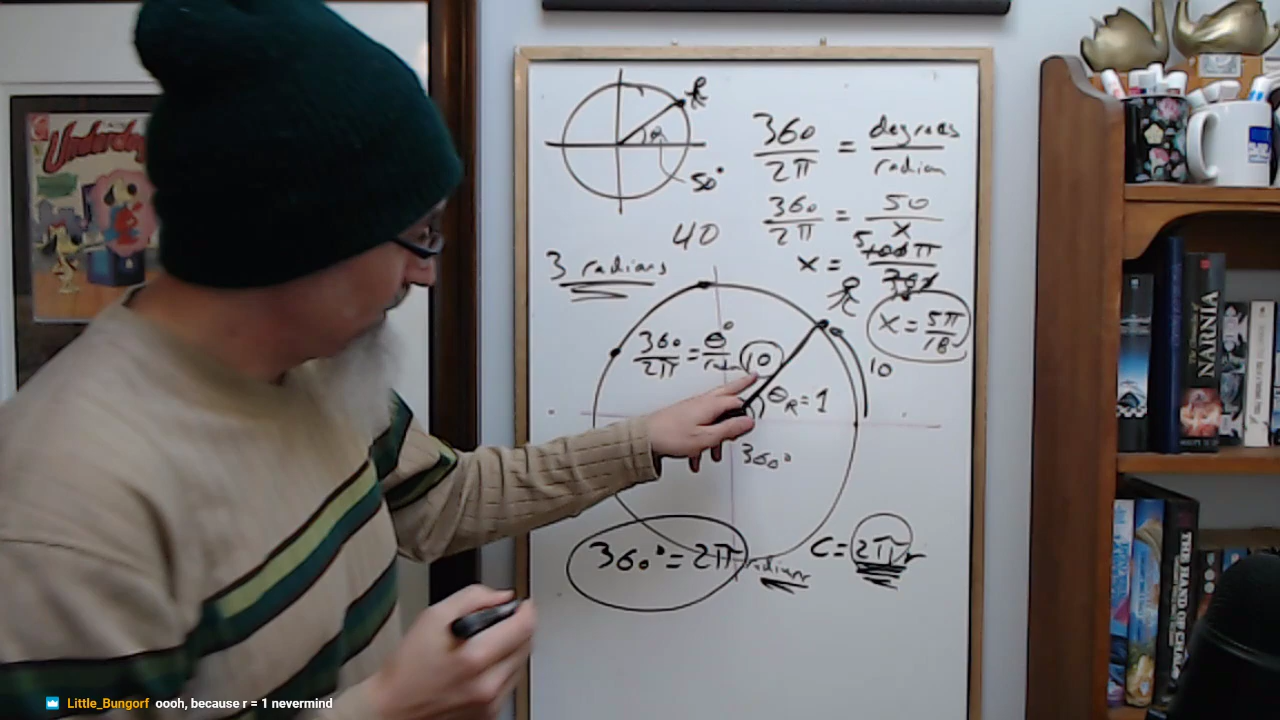 Underdog
360/2π = degrees/radian
θ
50°
360/2π = 50/x
40
3 radians
x = 5
x = 5π/18
360/2π = θ°/
10
10
θR = 1
360°
360° = 2π radians
C = 2πr
NARNIA
Little_Bungorf oooh, because r = 1 nevermind